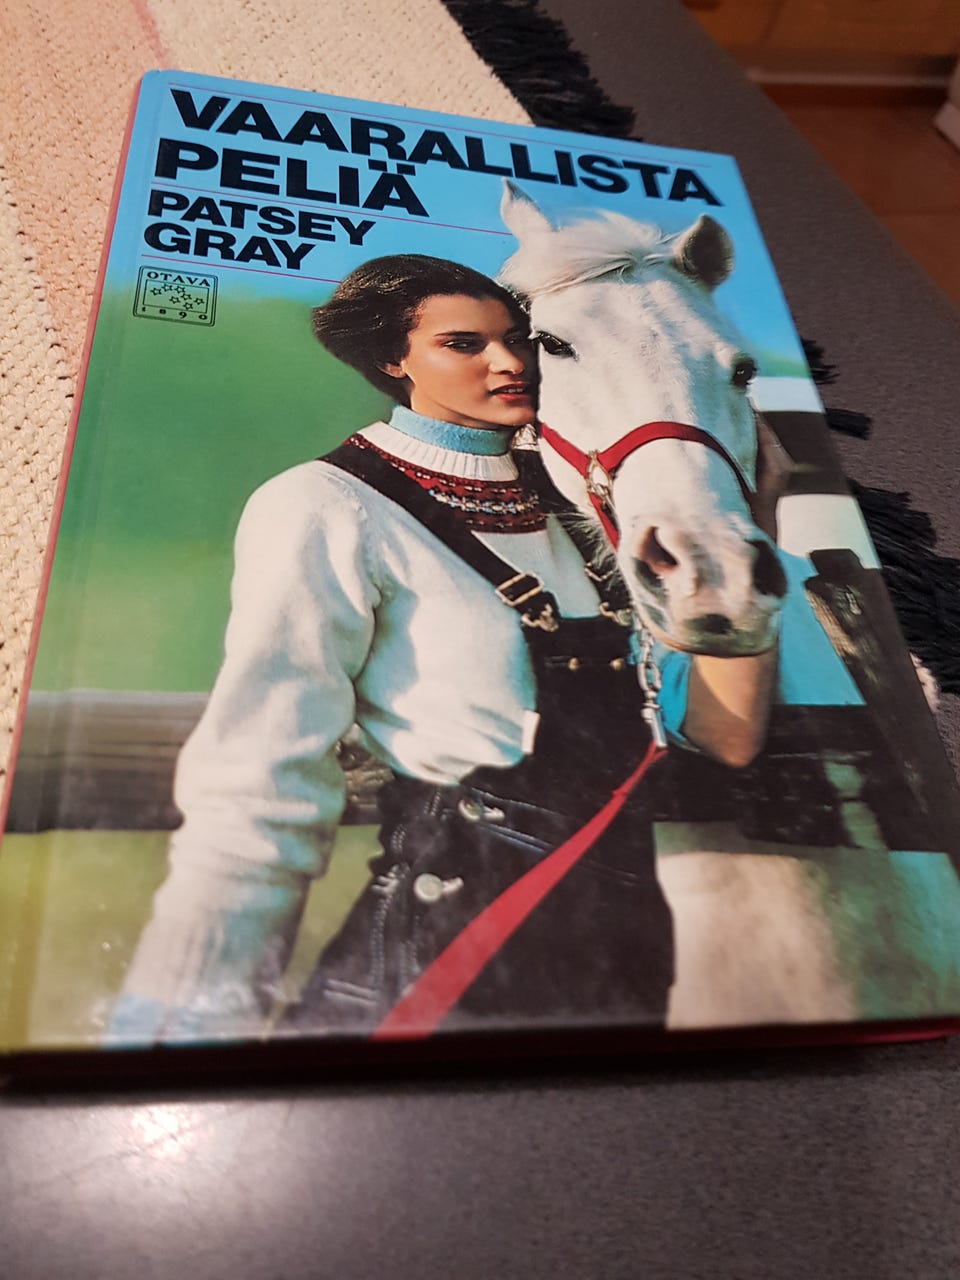 VAARALLISTA
PELIÄ
PATSEY
GRAY
OTAVA
1890